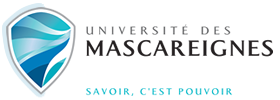 UNIVERSITÉ DES
MASCAREIGNES
SAVOIR, C'EST POUVOIR